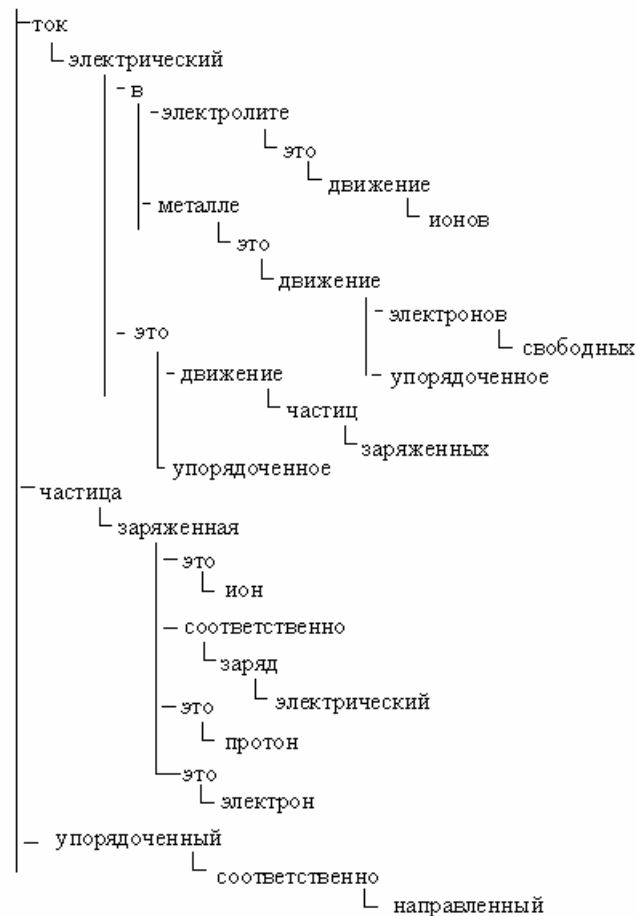 ток
электрический
в
электролите
это
движение
ионов
металле
это
движение
электронов
свободных
упорядоченное
это
движение
частиц
заряженных
упорядоченное
частица
заряженная
это
ион
соответственно
заряд
электрический
это
протон
это
электрон
упорядоченный
соответственно
направленный